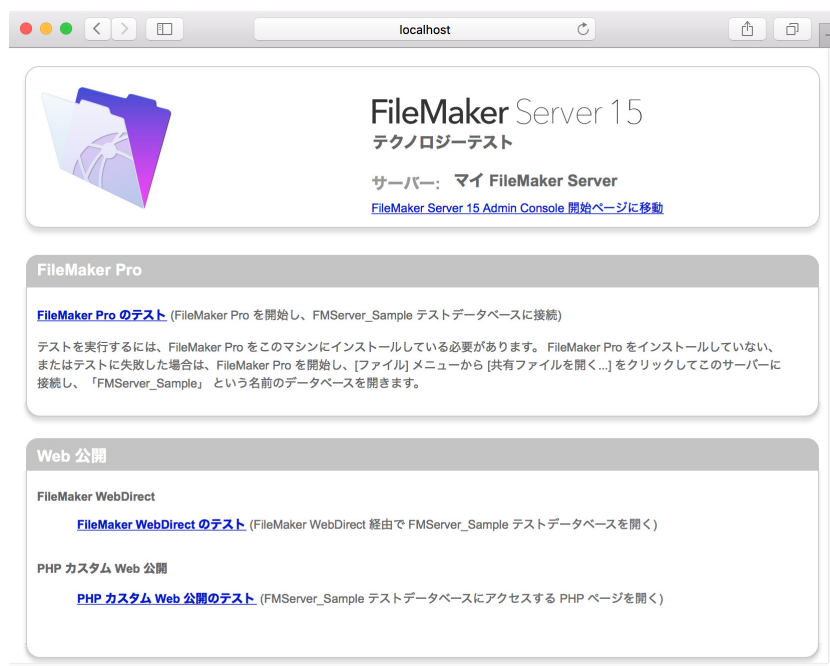 localhost
FileMaker Server 15
テクノロジーテスト
サーバー: マイ FileMaker Server
FileMaker Server 15 Admin Console 開始ページに移動
FileMaker Pro
FileMaker Pro のテスト (FileMaker Pro を開始し、FMServer_Sample テストデータベースに接続)
テストを実行するには、FileMaker Pro をこのマシンにインストールしている必要があります。 FileMaker Pro をインストールしていない、
またはテストに失敗した場合は、FileMaker Pro を開始し、[ファイル] メニューから [共有ファイルを開く...] をクリックしてこのサーバーに
接続し、「FMServer_Sample」 という名前のデータベースを開きます。
Web 公開
FileMaker WebDirect
FileMaker WebDirect のテスト (FileMaker WebDirect 経由で FMServer_Sample テストデータベースを開く)
PHP カスタム Web 公開
PHP カスタム Web 公開のテスト (FMServer_Sample テストデータベースにアクセスする PHP ページを開く)